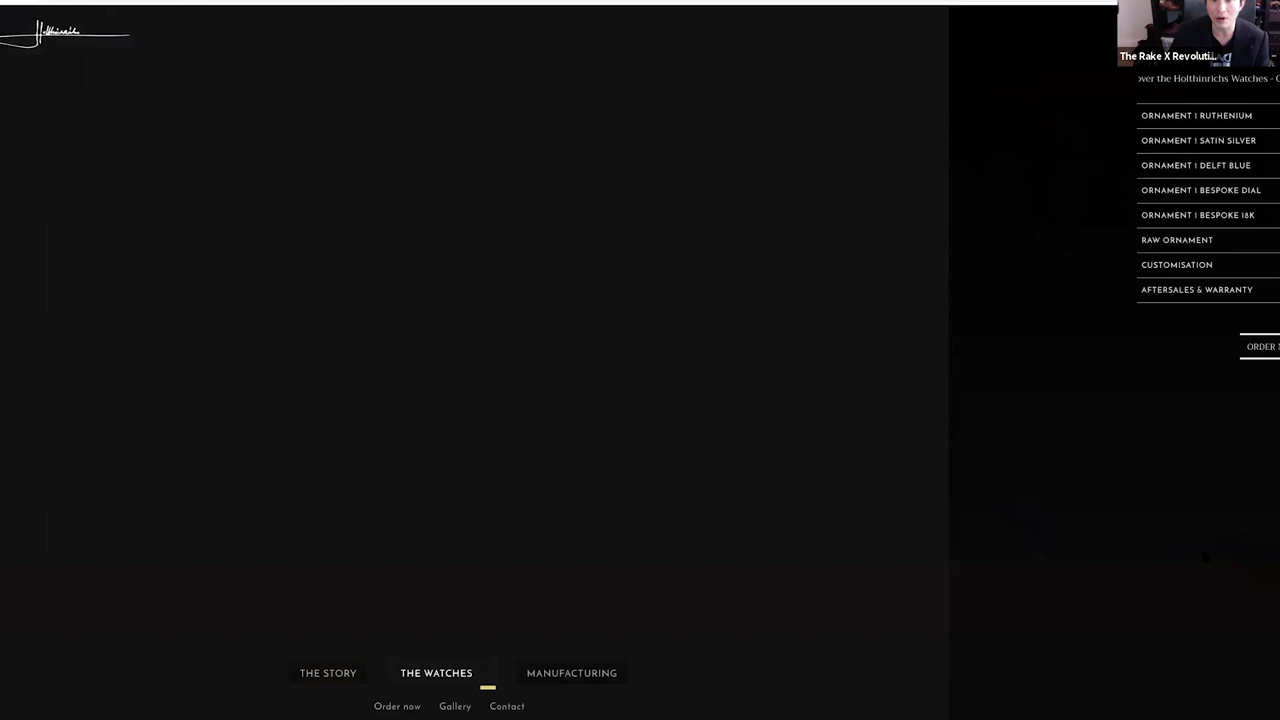 Holthinrichs
The Rake X Revoluti...
over the Holthinrichs Watches -
ORNAMENT I RUTHENIUM
ORNAMENT I SATIN SILVER
ORNAMENT I DELFT BLUE
ORNAMENT I BESPOKE DIAL
ORNAMENT I BESPOKE 18K
RAW ORNAMENT
CUSTOMISATION
AFTERSALES & WARRANTY
ORDER
THE STORY
THE WATCHES
MANUFACTURING
Order now
Gallery
Contact